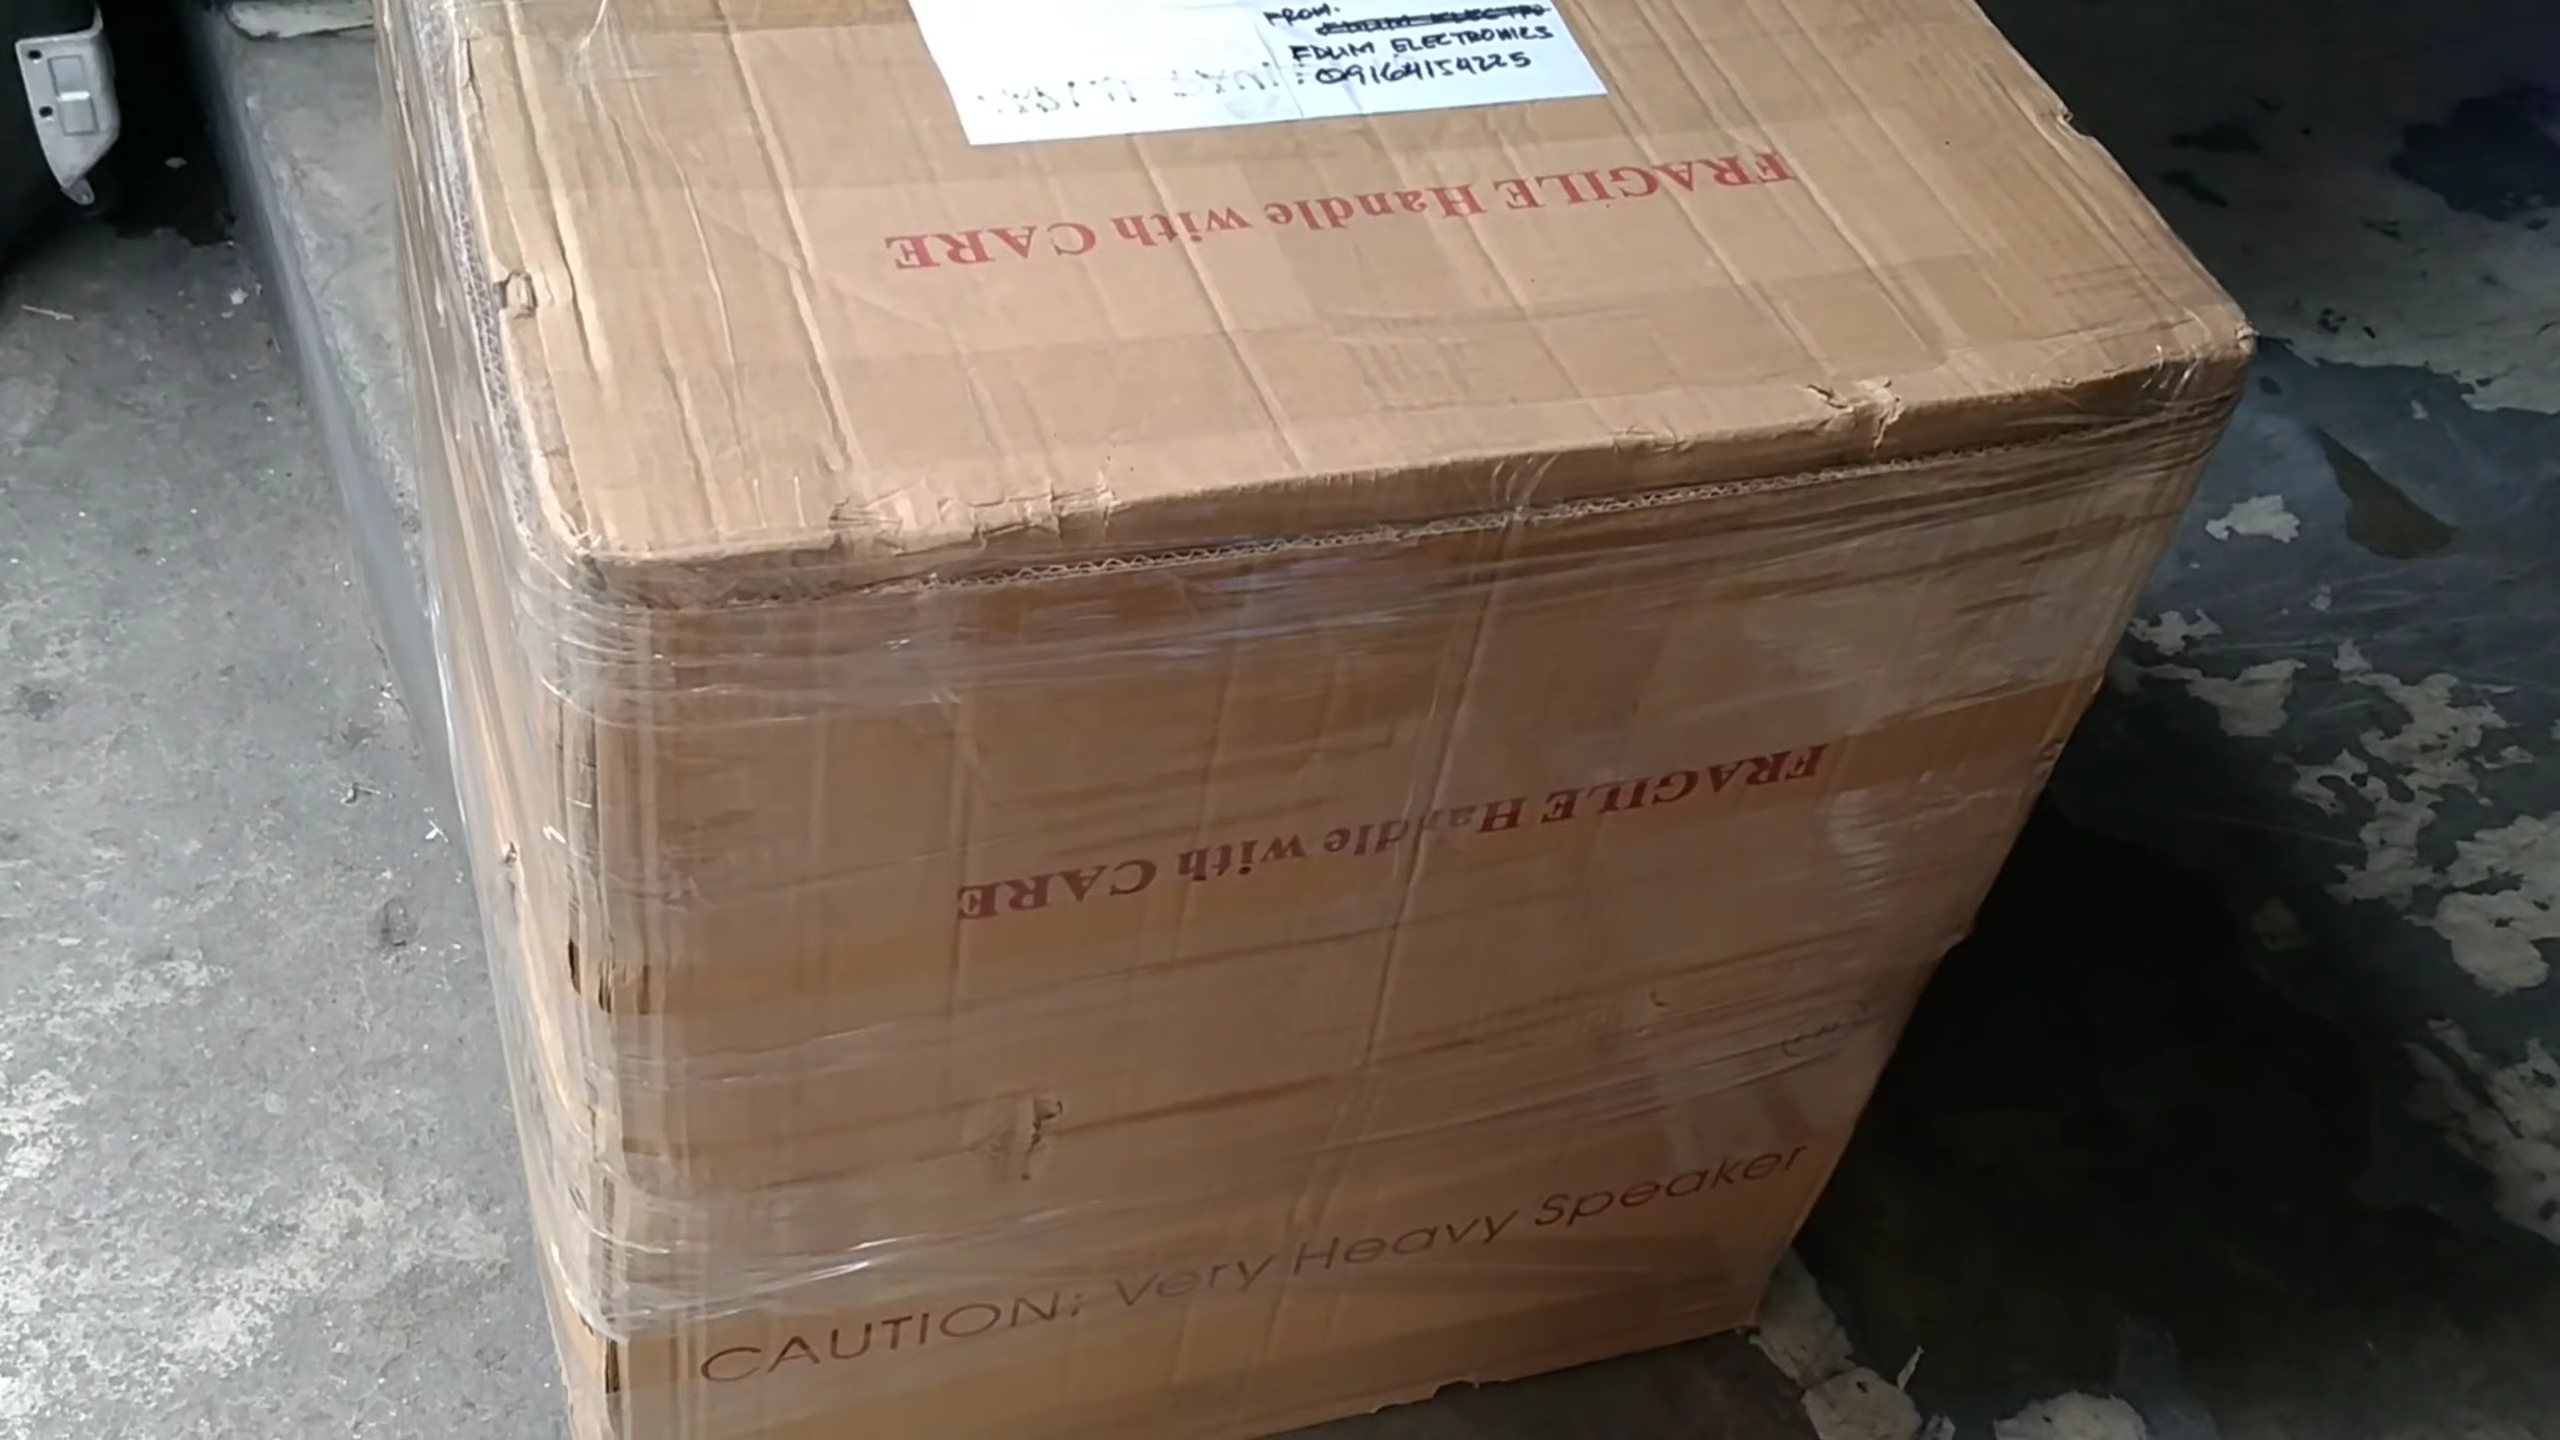 FROM:
EDLIM ELECTRONICS
: 09164154225
FRAGILE Handle with CARE
FRAGILE Handle with CARE
CAUTION: Very Heavy Speaker